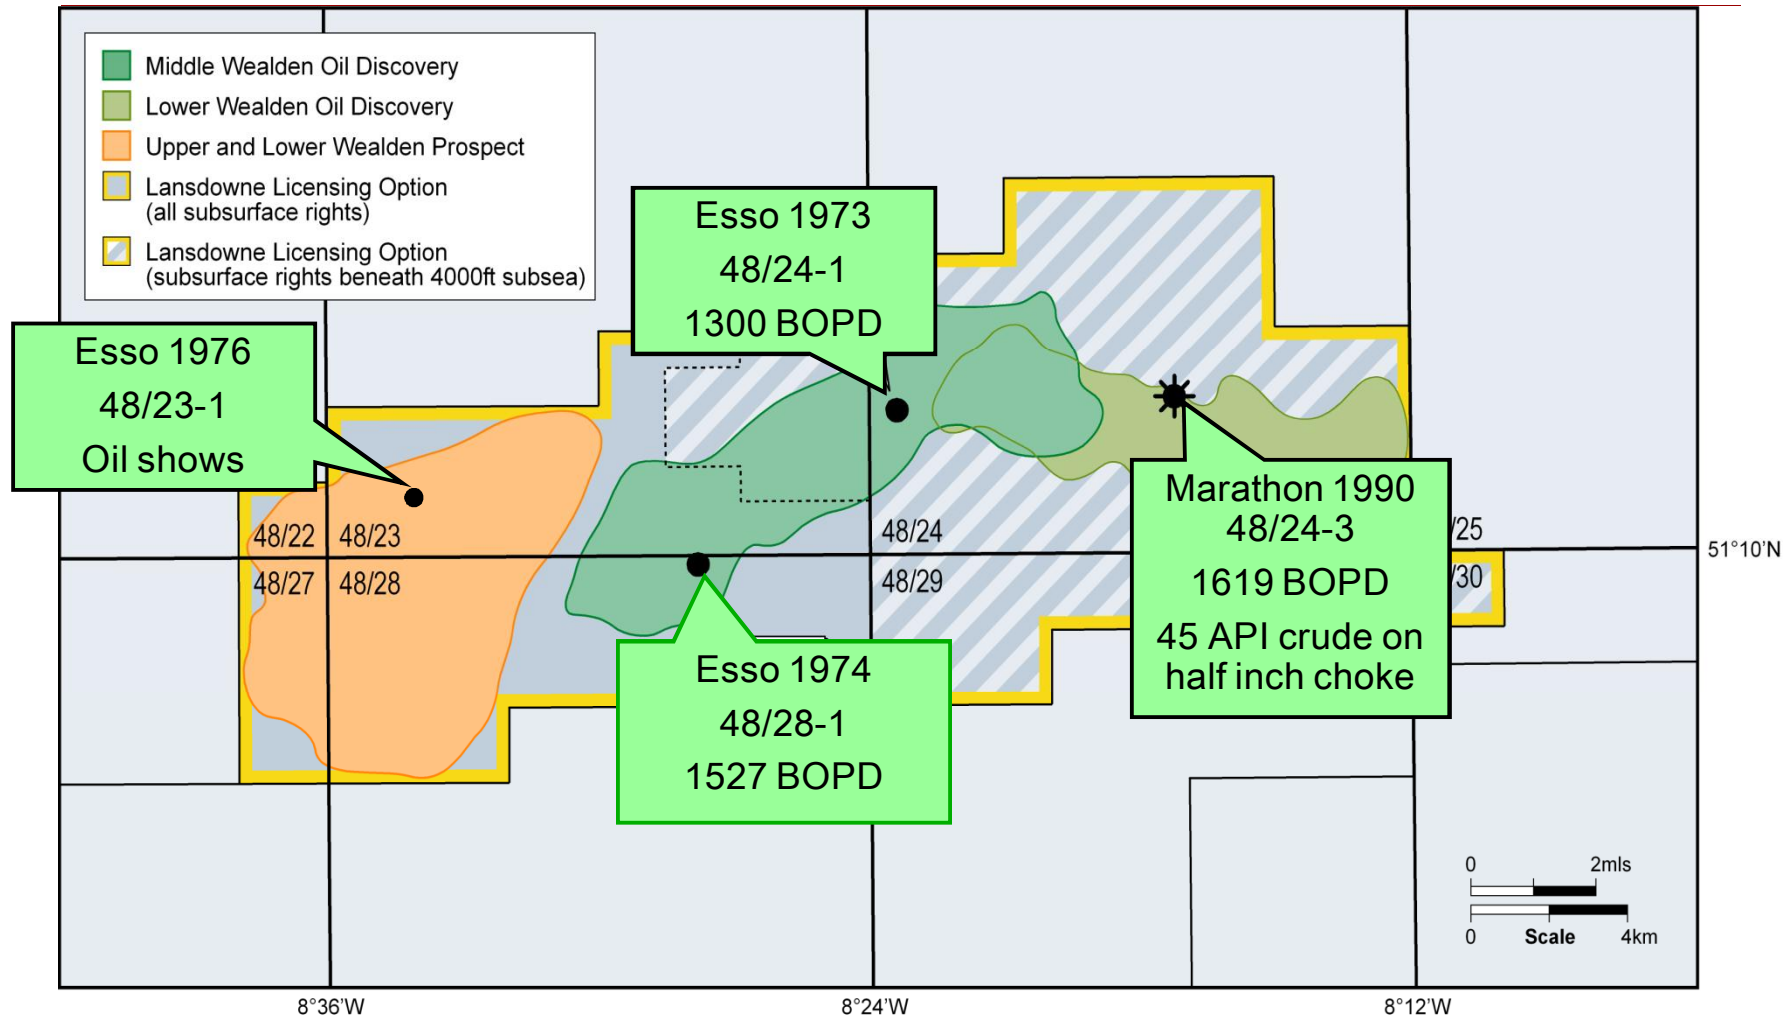 Middle Wealden Oil Discovery
Lower Wealden Oil Discovery
Upper and Lower Wealden Prospect
Lansdowne Licensing Option
(all subsurface rights)
Lansdowne Licensing Option
(subsurface rights beneath 4000ft subsea)
Esso 1973
48/24-1
1300 BOPD
Esso 1976
48/23-1
Oil shows
Marathon 1990
48/24-3
1619 BOPD
45 API crude on
half inch choke
48/22
48/23
48/24
/25
51°10'N
48/27
48/28
48/29
/30
Esso 1974
48/28-1
1527 BOPD
0
2mls
0
Scale
4km
8°36'W
8°24'W
8°12'W